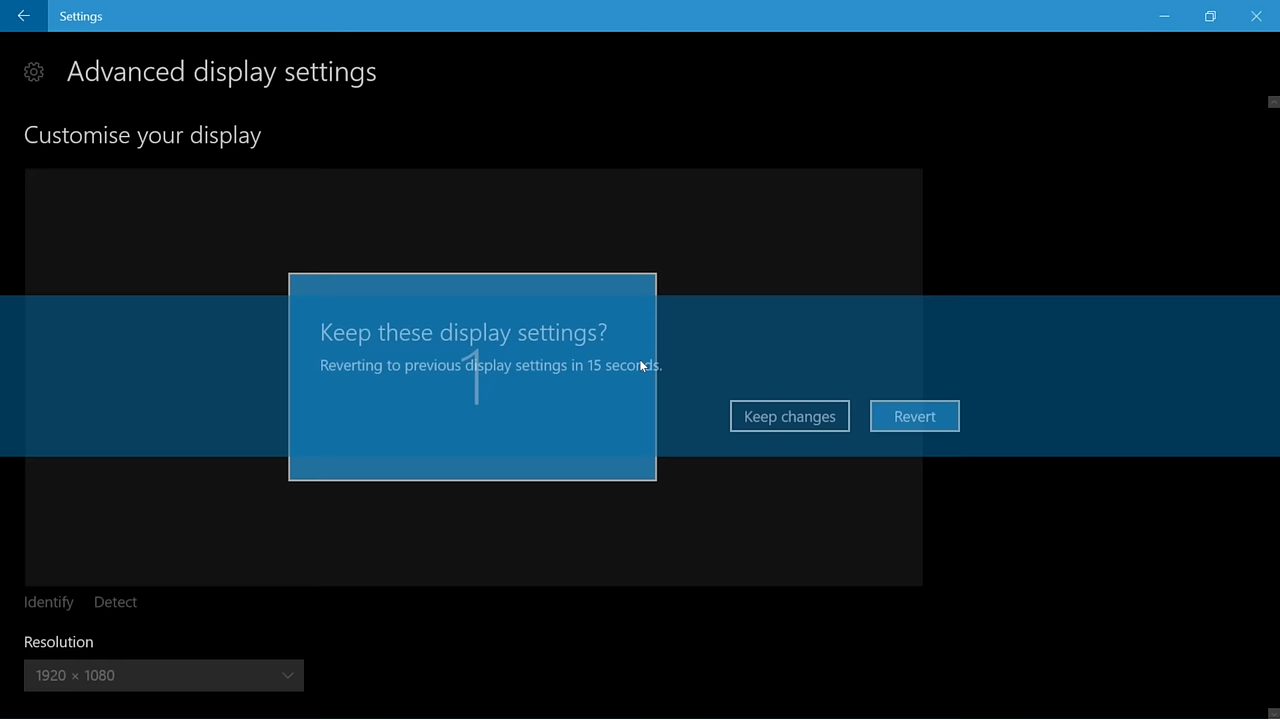 Settings
Advanced display settings
Customise your display
Keep these display settings?
Reverting to previous display settings in 15 seconds.
1
Keep changes
Revert
Identify
Detect
Resolution
1920 × 1080